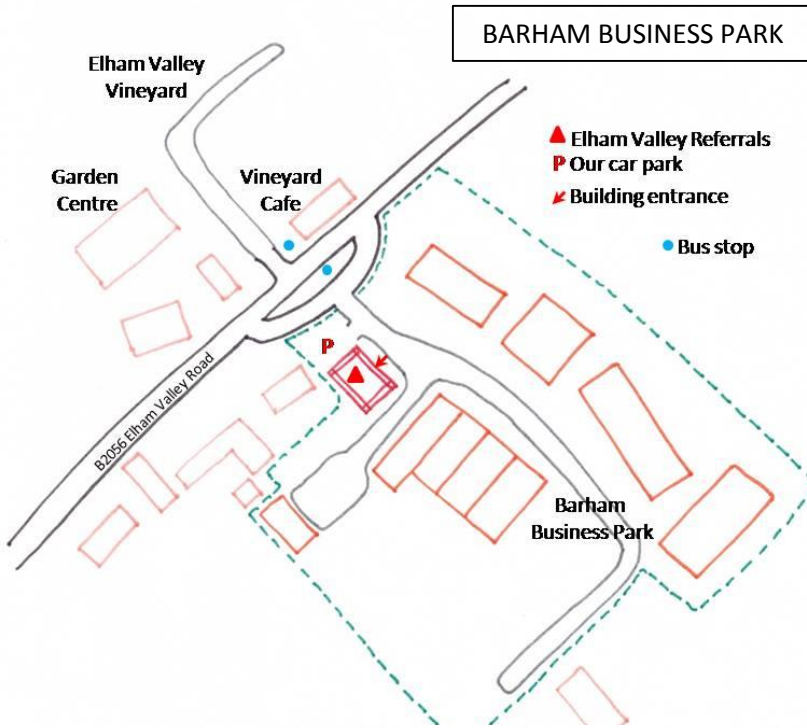 BARHAM BUSINESS PARK
Elham Valley
Vineyard
Garden
Centre
Vineyard
Cafe
Elham Valley Referrals
P Our car park
Building entrance
Bus stop
P
B2056 Elham Valley Road
Barham
Business Park